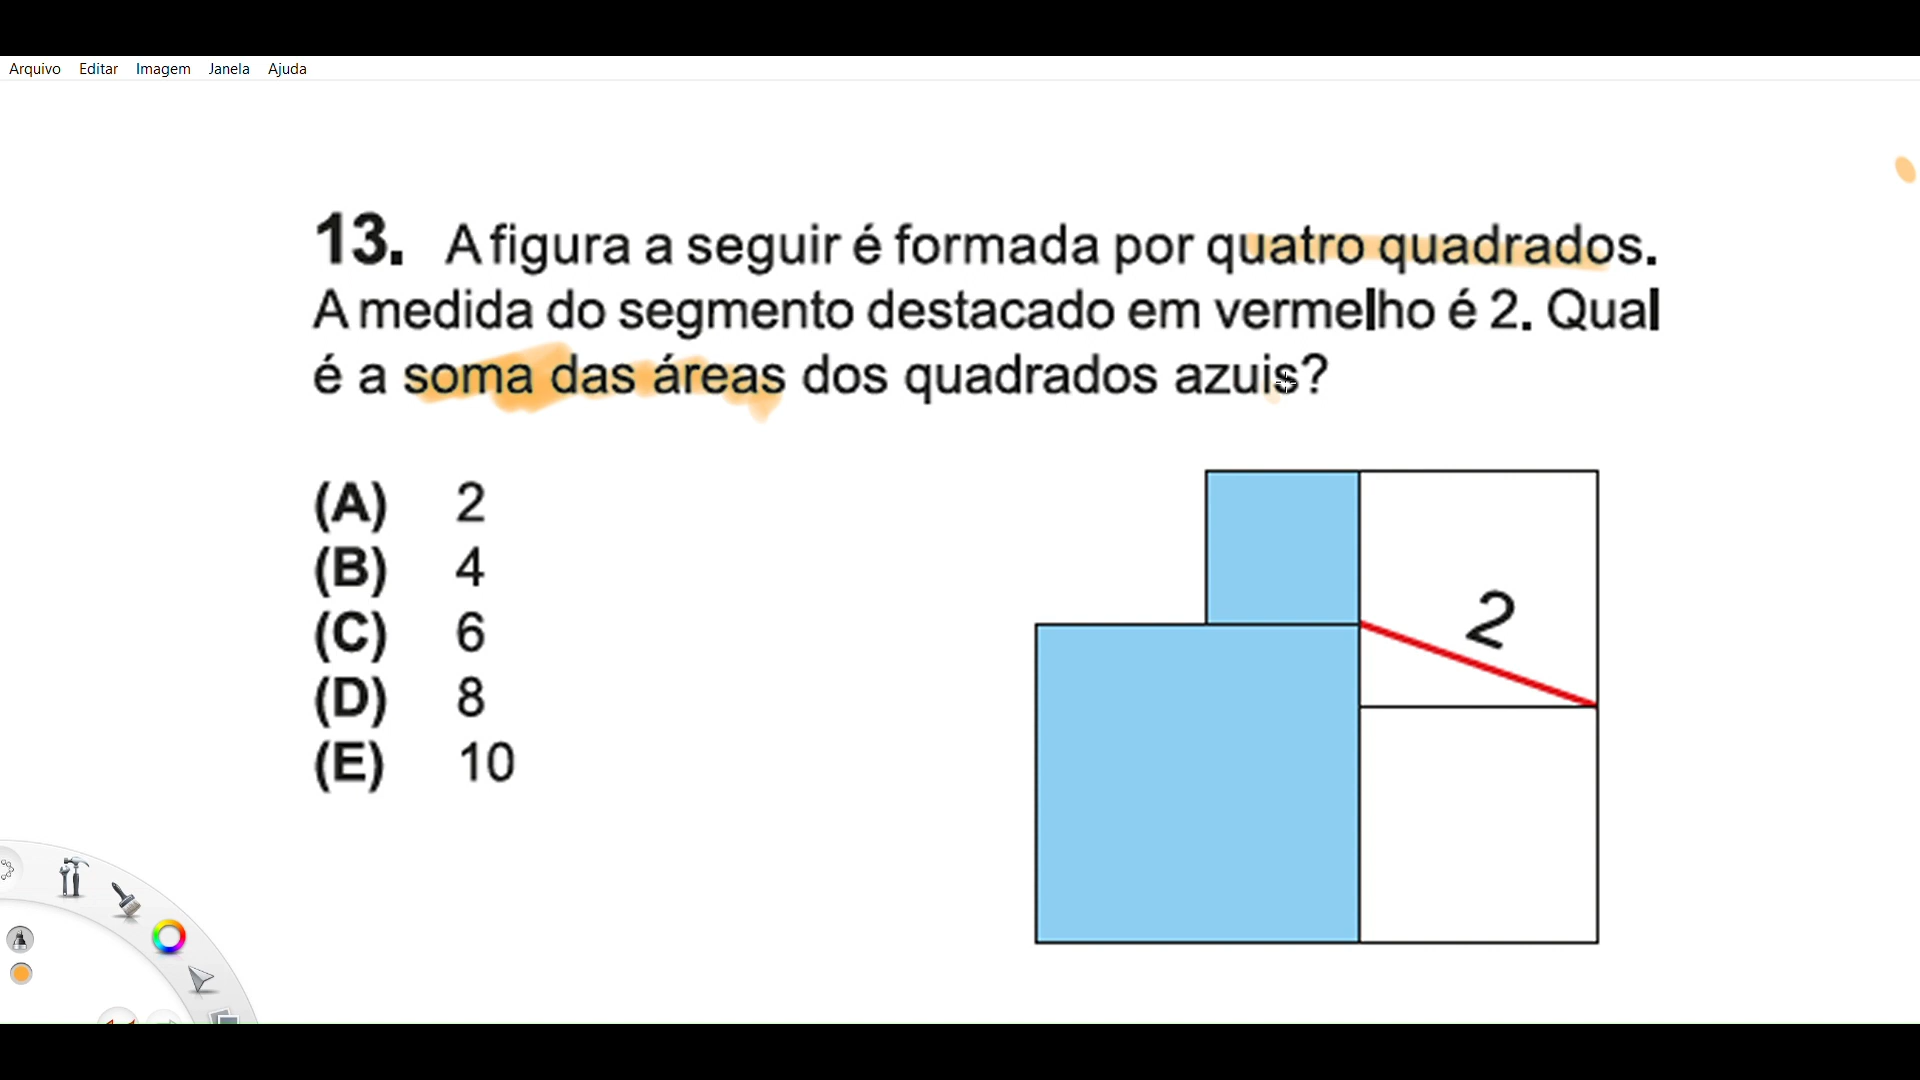 Arquivo Editar Imagem Janela Ajuda
13. A figura a seguir é formada por quatro quadrados.
A medida do segmento destacado em vermelho é 2. Qual
é a soma das áreas dos quadrados azuis?
(A) 2
(B) 4
(C) 6
(D) 8
(E) 10
2